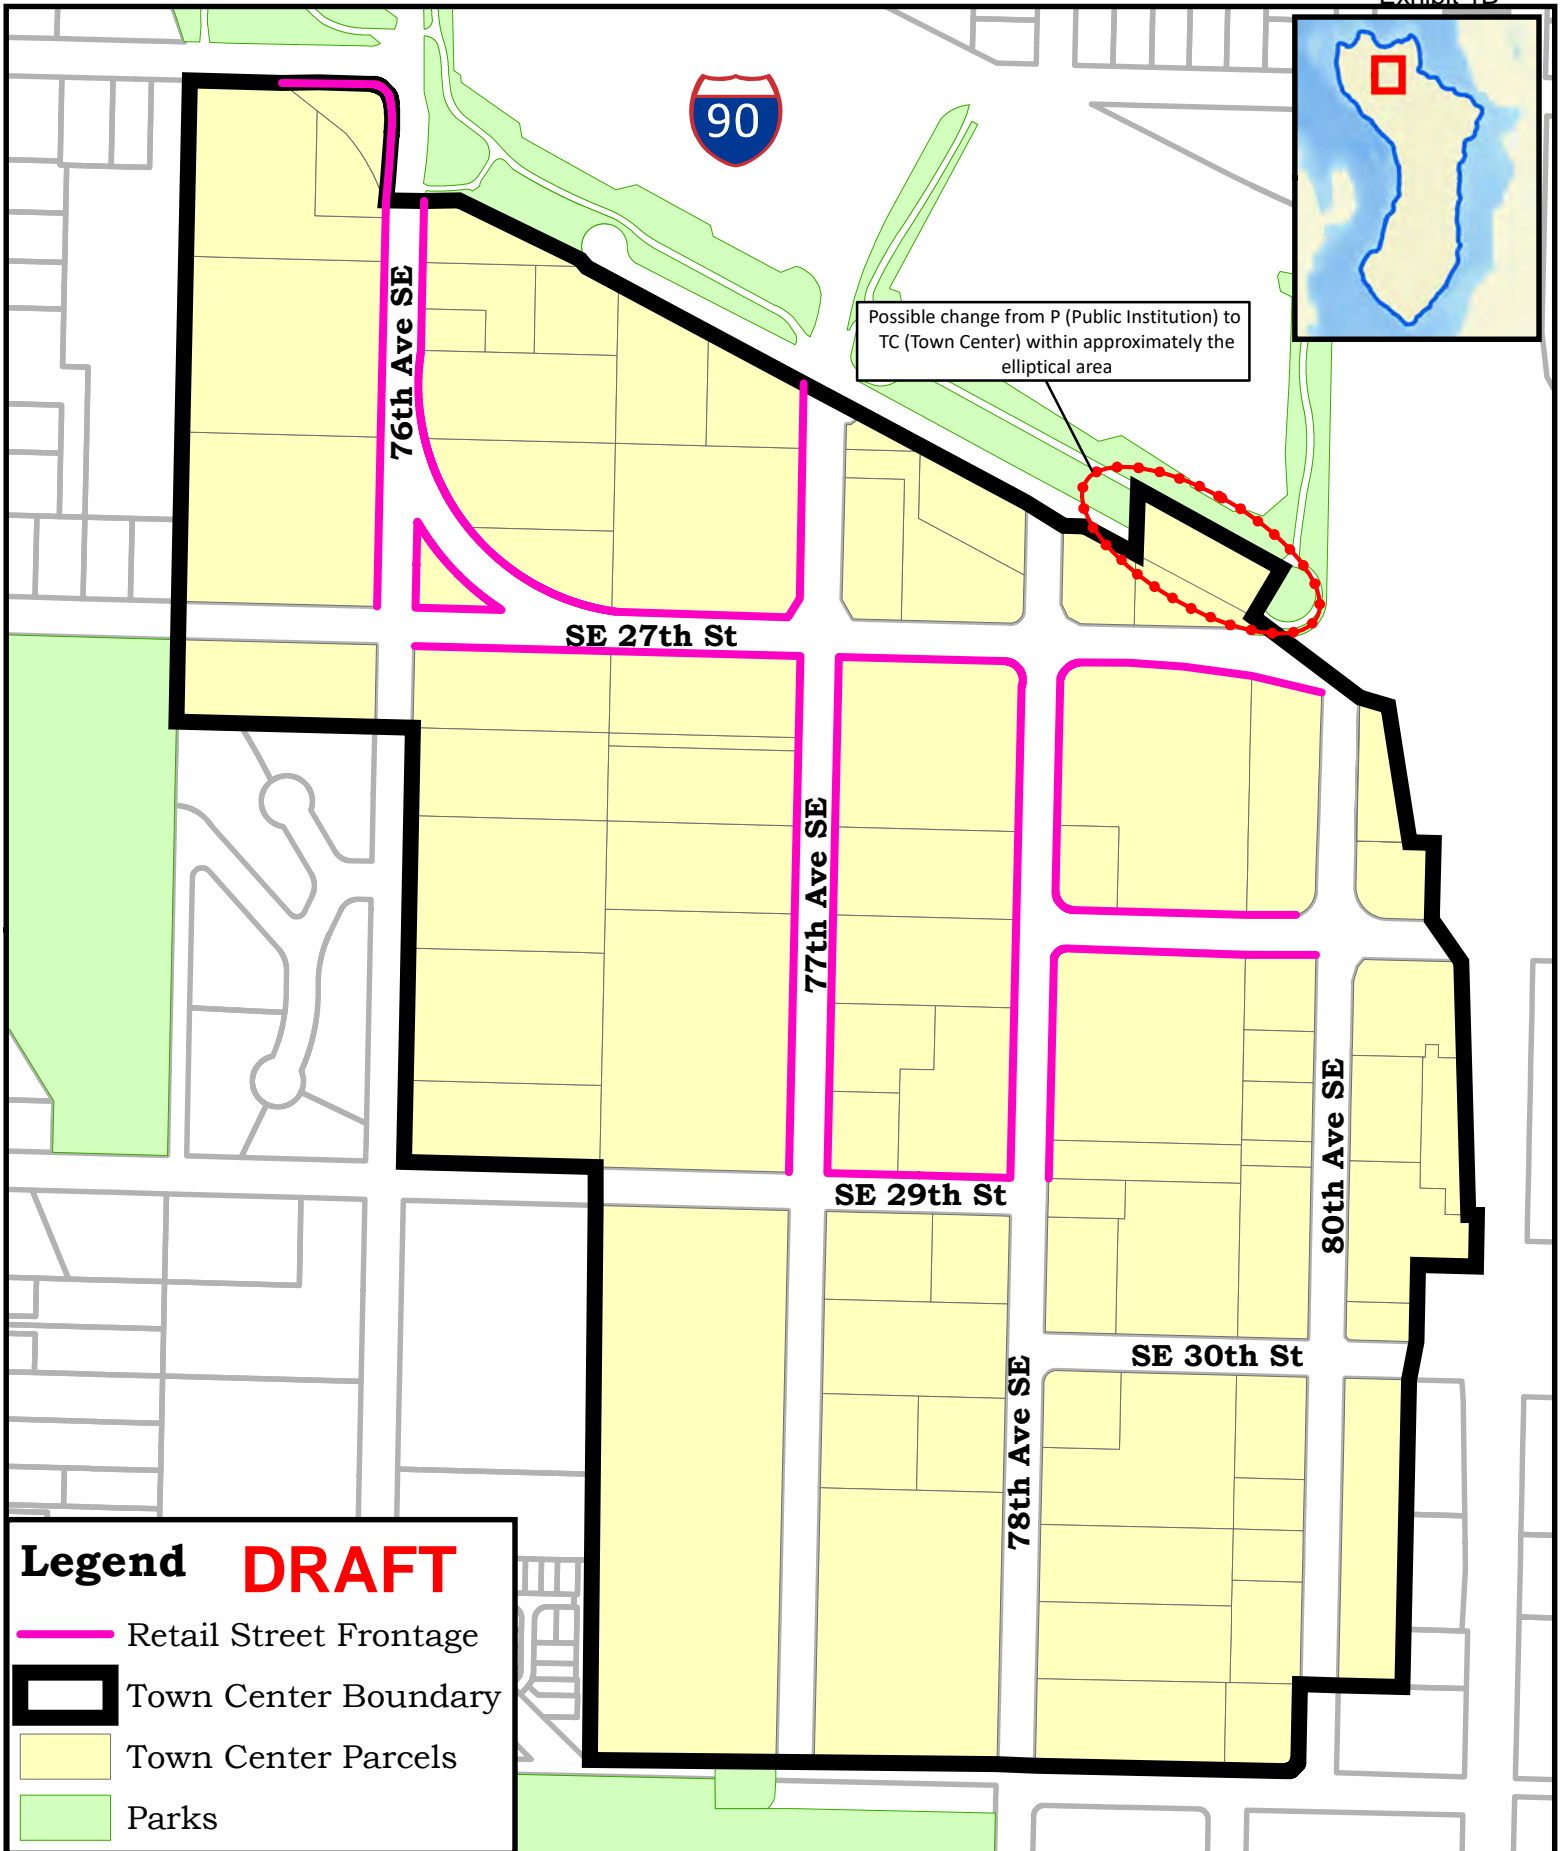 Exhibit 1B
90
Possible change from P (Public Institution) to
TC (Town Center) within approximately the
elliptical area
76th Ave SE
SE 27th St
77th Ave SE
80th Ave SE
SE 29th St
SE 30th St
78th Ave SE
Legend DRAFT
Retail Street Frontage
Town Center Boundary
Town Center Parcels
Parks